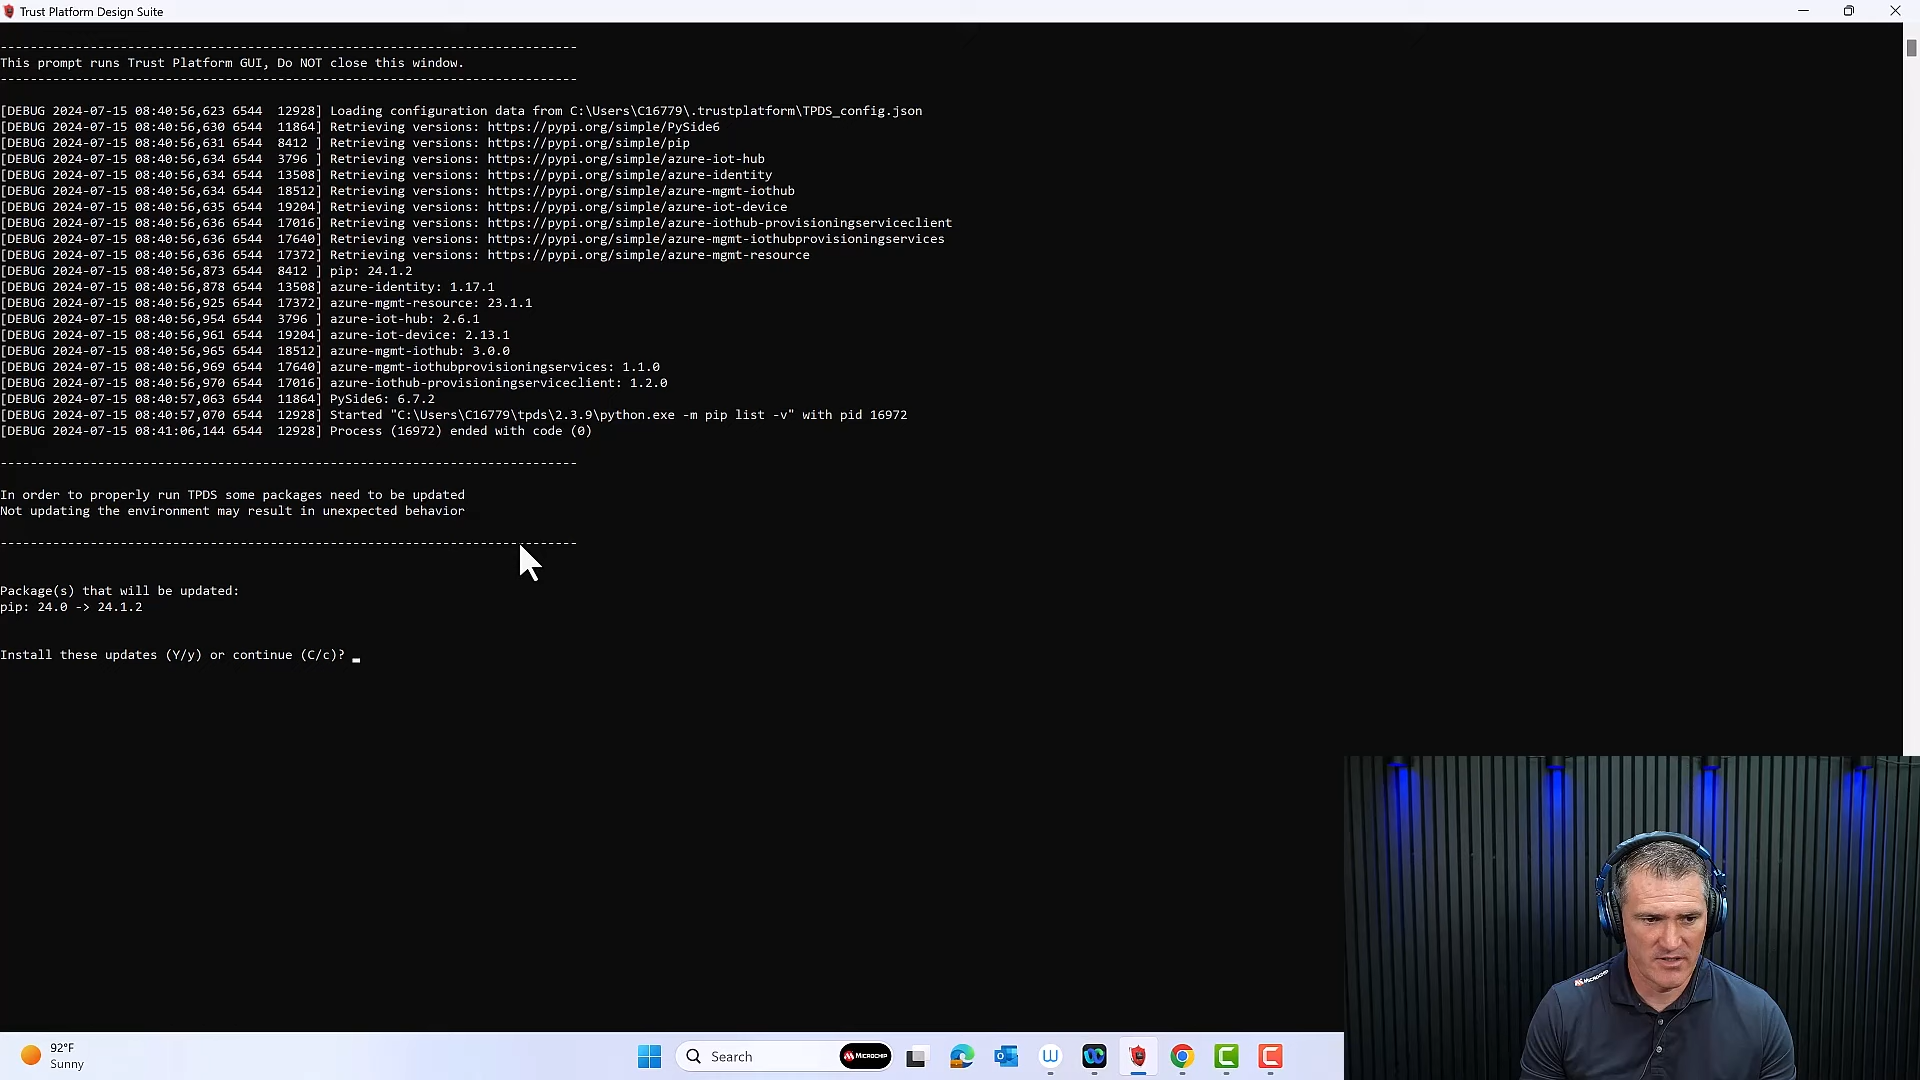 Trust Platform Design Suite
-----------------------------------------------------------------------------
This prompt runs Trust Platform GUI, Do NOT close this window.
-----------------------------------------------------------------------------
[DEBUG 2024-07-15 08:40:56,623 6544  12928] Loading configuration data from C:\Users\C16779\.trustplatform\TPDS_config.json
[DEBUG 2024-07-15 08:40:56,630 6544  11864] Retrieving versions: https://pypi.org/simple/PySide6
[DEBUG 2024-07-15 08:40:56,631 6544  8412 ] Retrieving versions: https://pypi.org/simple/pip
[DEBUG 2024-07-15 08:40:56,634 6544  3796 ] Retrieving versions: https://pypi.org/simple/azure-iot-hub
[DEBUG 2024-07-15 08:40:56,634 6544  13508] Retrieving versions: https://pypi.org/simple/azure-identity
[DEBUG 2024-07-15 08:40:56,634 6544  18512] Retrieving versions: https://pypi.org/simple/azure-mgmt-iothub
[DEBUG 2024-07-15 08:40:56,635 6544  19204] Retrieving versions: https://pypi.org/simple/azure-iot-device
[DEBUG 2024-07-15 08:40:56,636 6544  17016] Retrieving versions: https://pypi.org/simple/azure-iothub-provisioningserviceclient
[DEBUG 2024-07-15 08:40:56,636 6544  17640] Retrieving versions: https://pypi.org/simple/azure-mgmt-iothubprovisioningservices
[DEBUG 2024-07-15 08:40:56,636 6544  17372] Retrieving versions: https://pypi.org/simple/azure-mgmt-resource
[DEBUG 2024-07-15 08:40:56,873 6544  8412 ] pip: 24.1.2
[DEBUG 2024-07-15 08:40:56,878 6544  13508] azure-identity: 1.17.1
[DEBUG 2024-07-15 08:40:56,925 6544  17372] azure-mgmt-resource: 23.1.1
[DEBUG 2024-07-15 08:40:56,954 6544  3796 ] azure-iot-hub: 2.6.1
[DEBUG 2024-07-15 08:40:56,961 6544  19204] azure-iot-device: 2.13.1
[DEBUG 2024-07-15 08:40:56,965 6544  18512] azure-mgmt-iothub: 3.0.0
[DEBUG 2024-07-15 08:40:56,969 6544  17640] azure-mgmt-iothubprovisioningservices: 1.1.0
[DEBUG 2024-07-15 08:40:56,970 6544  17016] azure-iothub-provisioningserviceclient: 1.2.0
[DEBUG 2024-07-15 08:40:57,063 6544  11864] PySide6: 6.7.2
[DEBUG 2024-07-15 08:40:57,070 6544  12928] Started "C:\Users\C16779\tpds\2.3.9\python.exe -m pip list -v" with pid 16972
[DEBUG 2024-07-15 08:41:06,144 6544  12928] Process (16972) ended with code (0)
-----------------------------------------------------------------------------
In order to properly run TPDS some packages need to be updated
Not updating the environment may result in unexpected behavior
-----------------------------------------------------------------------------
Package(s) that will be updated:
pip: 24.0 -> 24.1.2
Install these updates (Y/y) or continue (C/c)?
MICROCHIP
92°F
Sunny
Search
MICROCHIP